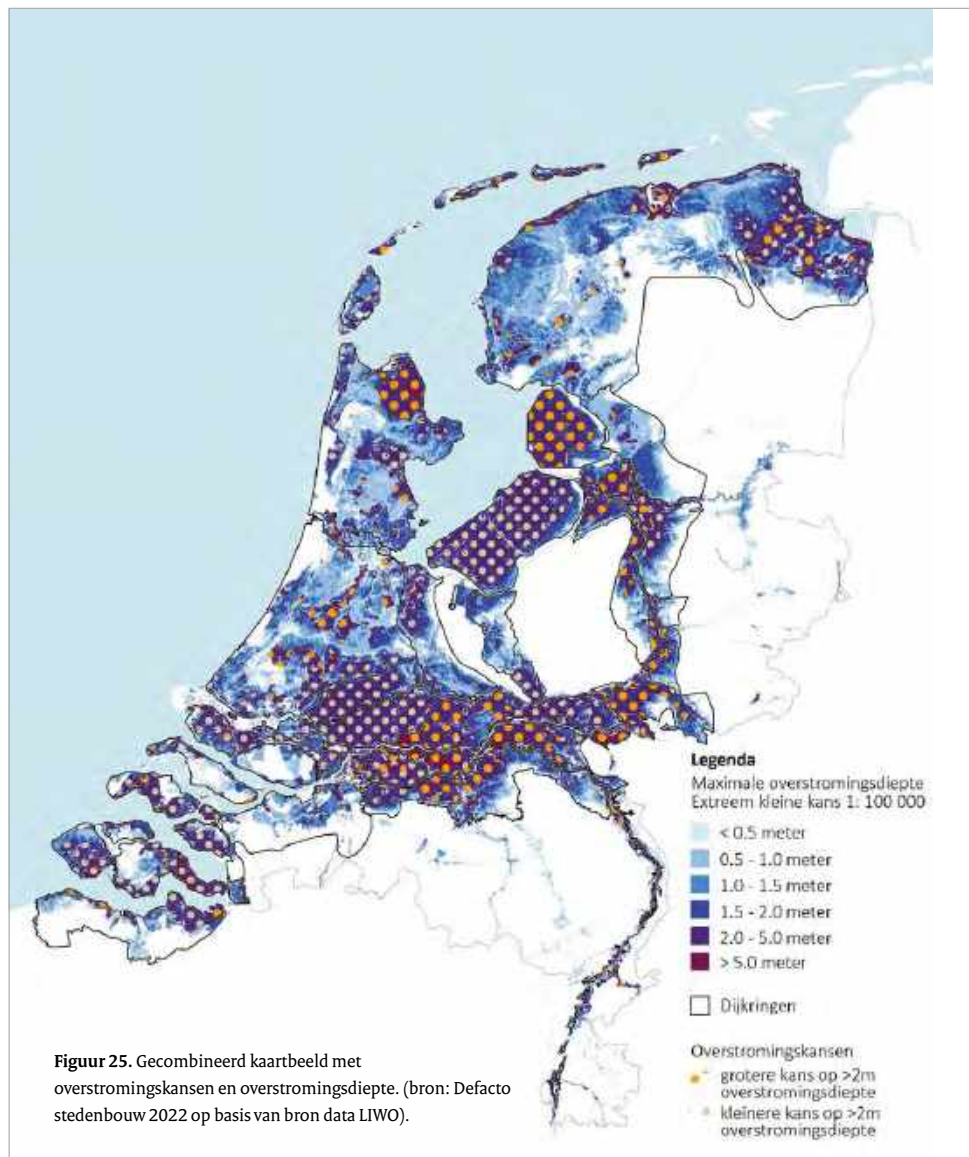 Legenda
Maximale overstromingsdiepte
Extreem kleine kans 1: 100 000
< 0.5 meter
0.5 - 1.0 meter
1.0 - 1.5 meter
1.5 - 2.0 meter
2.0 - 5.0 meter
> 5.0 meter
Dijkringen
Overstromingskansen
grotere kans op >2m
overstromingsdiepte
kleinere kans op >2m
overstromingsdiepte
Figuur 25. Gecombineerd kaartbeeld met
overstromingskansen en overstromingsdiepte. (bron: Defacto
stedenbouw 2022 op basis van bron data LIWO).